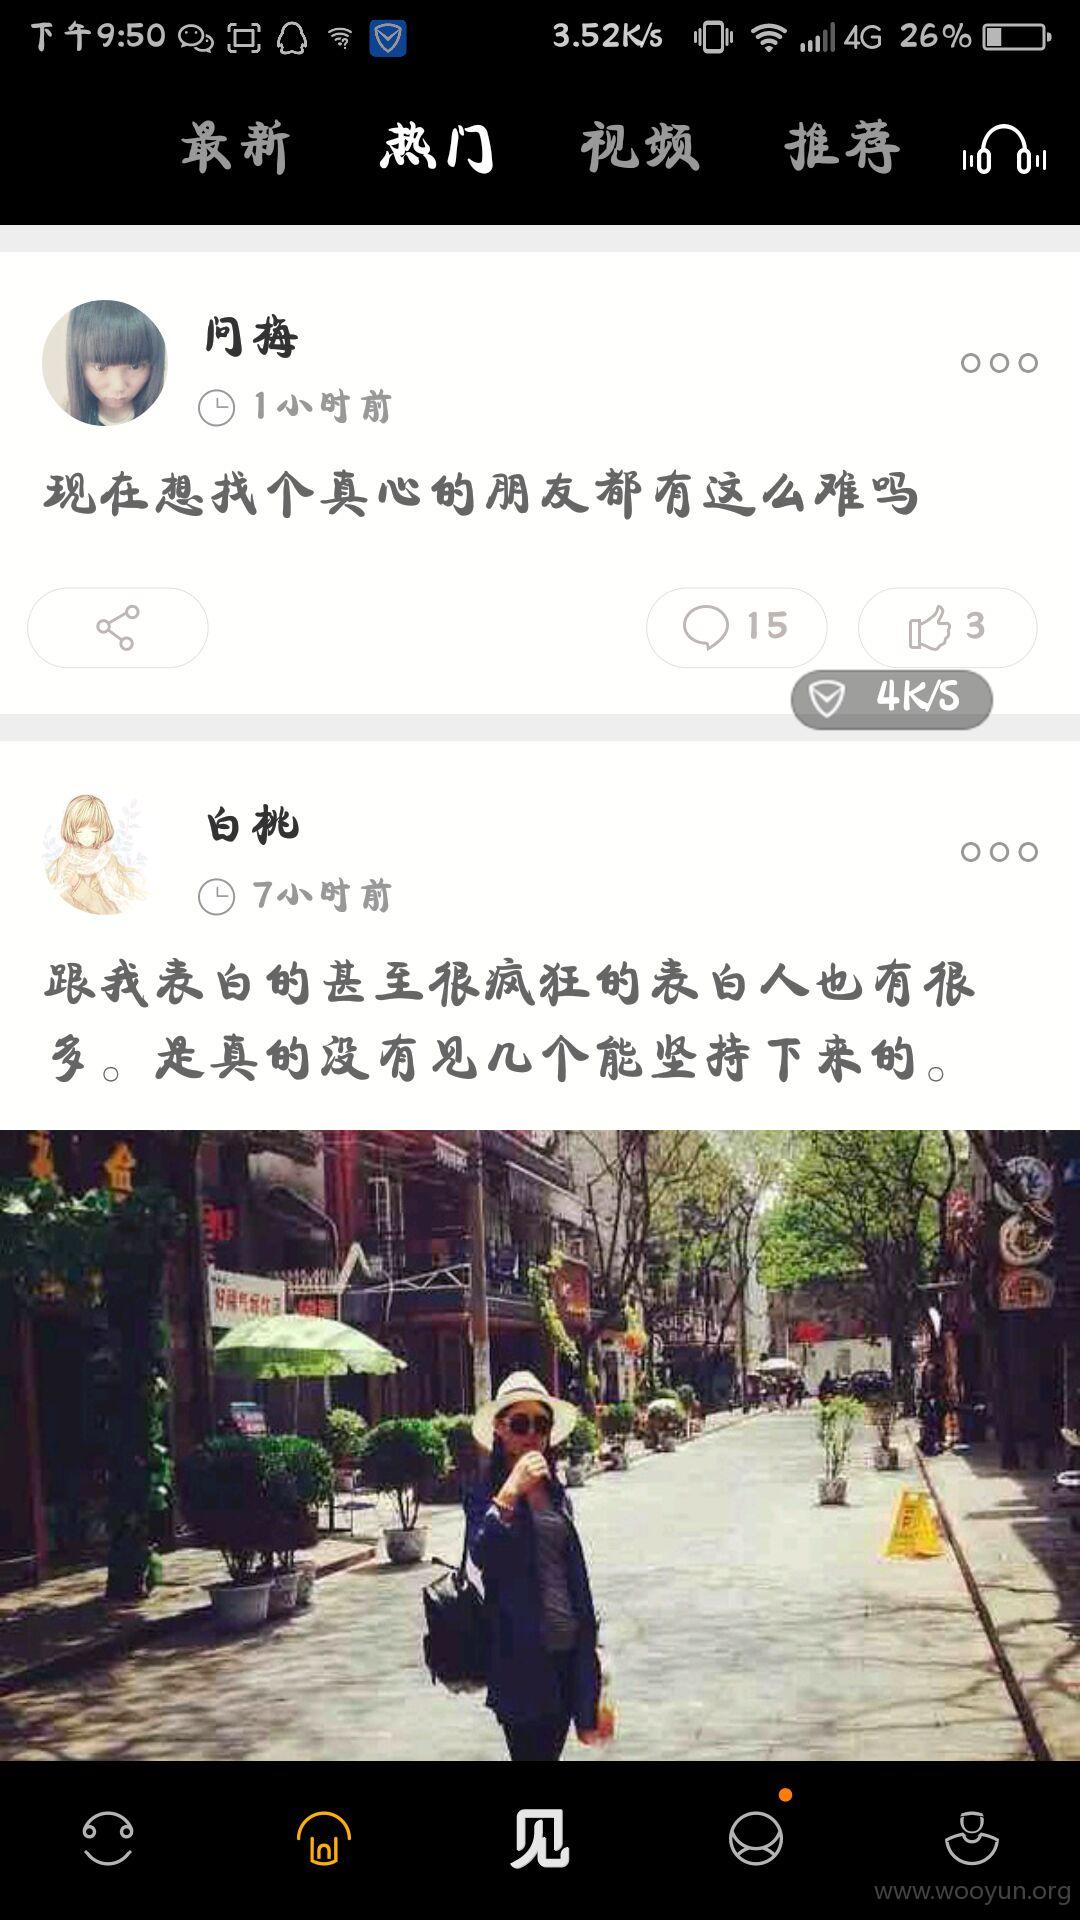 下午9:50 3.52K/s 4G 26%
最新 热门 视频 推荐
问梅
1小时前
现在想找个真心的朋友都有这么难吗
15 3
4K/S
白桃
7小时前
跟我表白的甚至很疯狂的表白人也有很
多。是真的没有见几个能坚持下来的。
见
www.wooyun.org